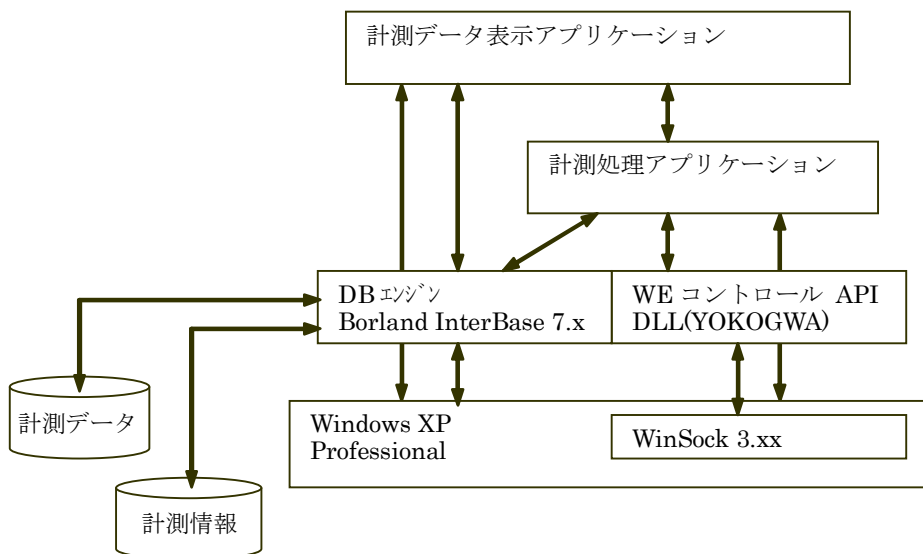 計測データ表示アプリケーション
計測処理アプリケーション
DB ｴﾝｼﾞﾝ
Borland InterBase 7.x
WE コントロール API
DLL(YOKOGWA)
計測データ
Windows XP
Professional
WinSock 3.xx
計測情報